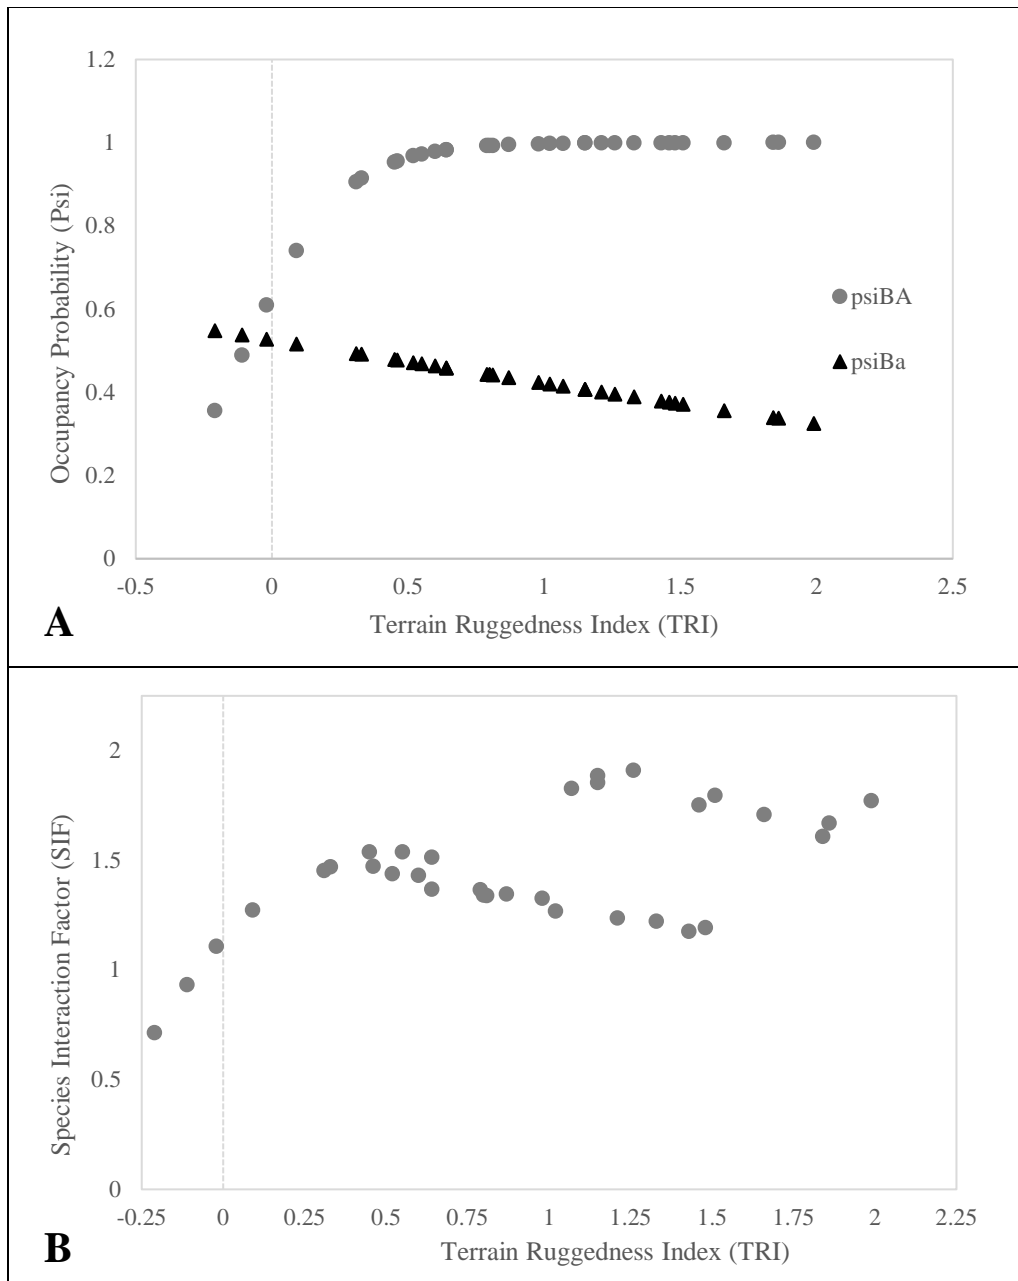 1.2
1
0.8
0.6
0.4
0.2
0
Occupancy Probability (Psi)
psiBA
psiBa
-0.5 0 0.5 1 1.5 2 2.5
Terrain Ruggedness Index (TRI)
A
2
1.5
1
0.5
0
Species Interaction Factor (SIF)
-0.25 0 0.25 0.5 0.75 1 1.25 1.5 1.75 2 2.25
Terrain Ruggedness Index (TRI)
B